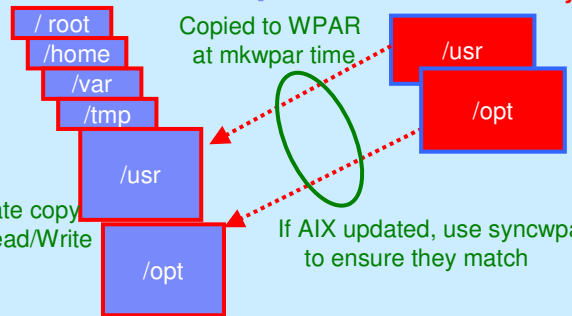 / root
/home
/var
/tmp
/usr
/opt
Copied to WPAR
at mkwpar time
/usr
/opt
copy
If AIX updated, use
to ensure they match